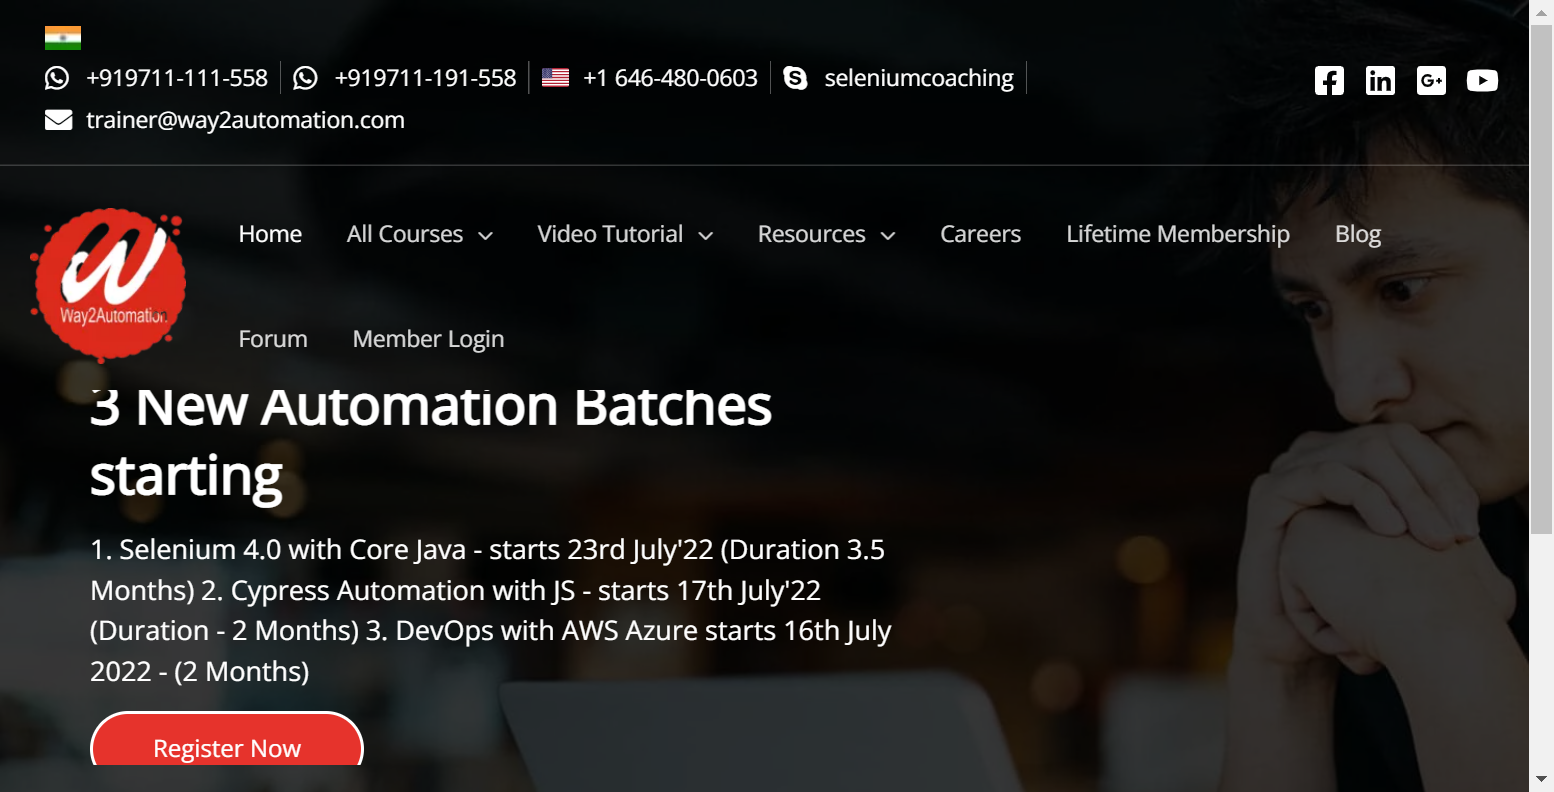 +919711-111-558 +919711-191-558 +1 646-480-0603 seleniumcoaching
trainer@way2automation.com
Way2Automation
Home All Courses Video Tutorial Resources Careers Lifetime Membership Blog
Forum Member Login
3 New Automation Batches
starting
1. Selenium 4.0 with Core Java - starts 23rd July'22 (Duration 3.5
Months) 2. Cypress Automation with JS - starts 17th July'22
(Duration - 2 Months) 3. DevOps with AWS Azure starts 16th July
2022 - (2 Months)
Register Now